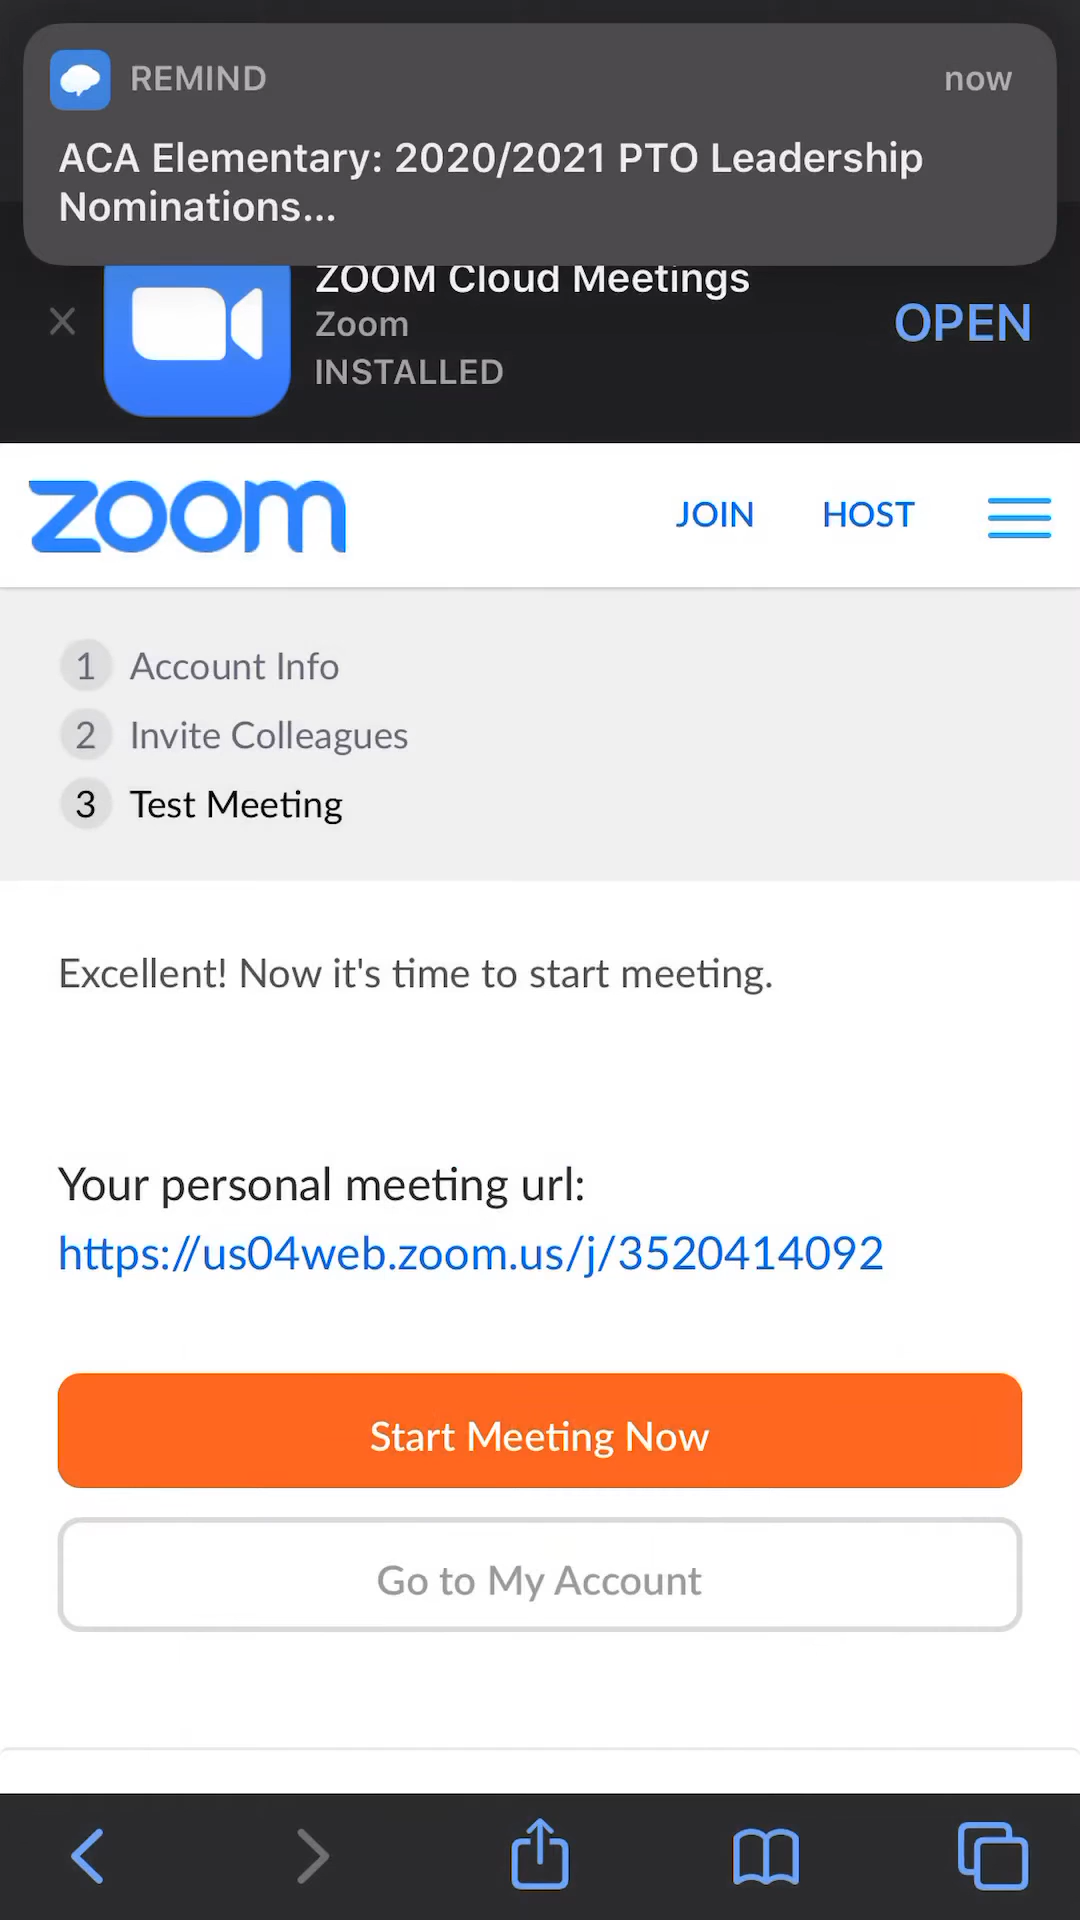 REMIND
now
ACA Elementary: 2020/2021 PTO Leadership
Nominations...
ZOOM Cloud Meetings
Zoom
INSTALLED
OPEN
zoom
JOIN
HOST
1 Account Info
2 Invite Colleagues
3 Test Meeting
Excellent! Now it's time to start meeting.
Your personal meeting url:
https://us04web.zoom.us/j/3520414092
Start Meeting Now
Go to My Account